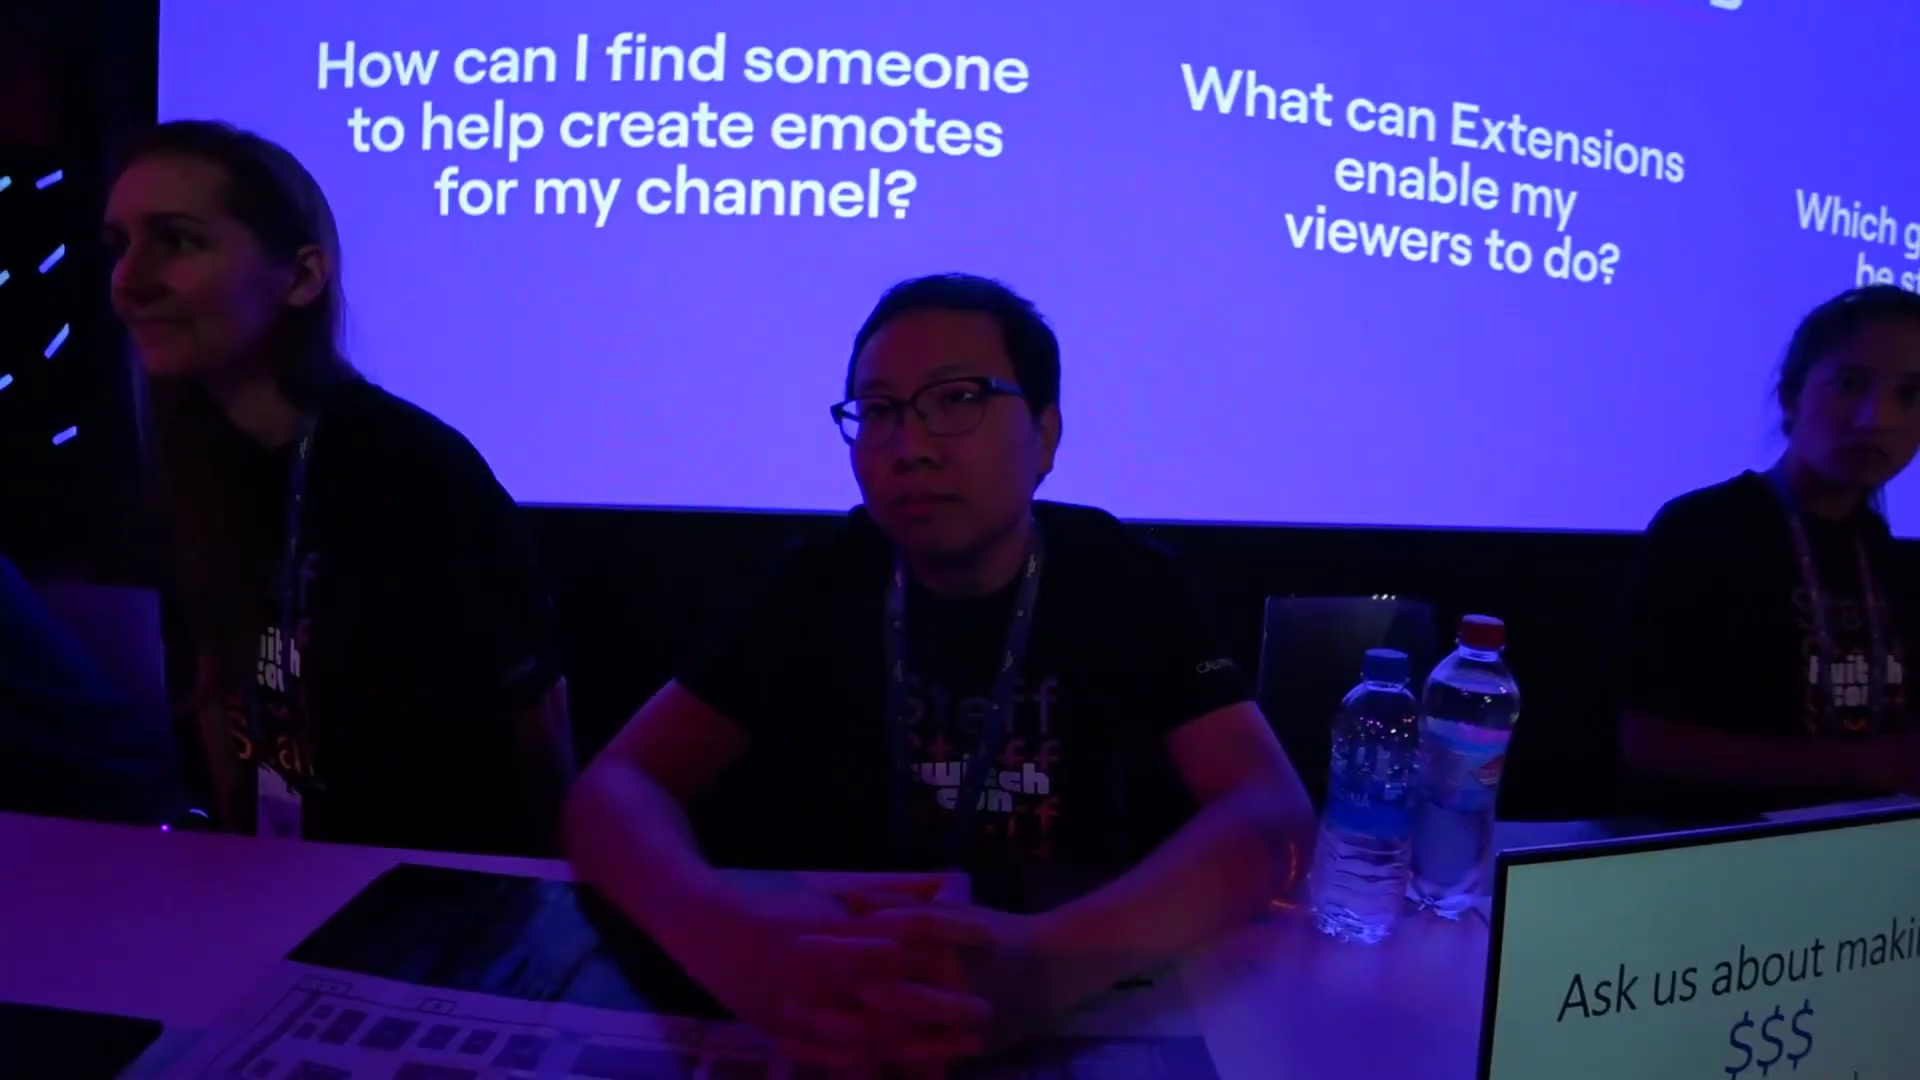 How can I find someone
to help create emotes
for my channel?
What can Extensions
enable my
viewers to do?
Which
be
Staff
twitch
con
Ask us about
$$$